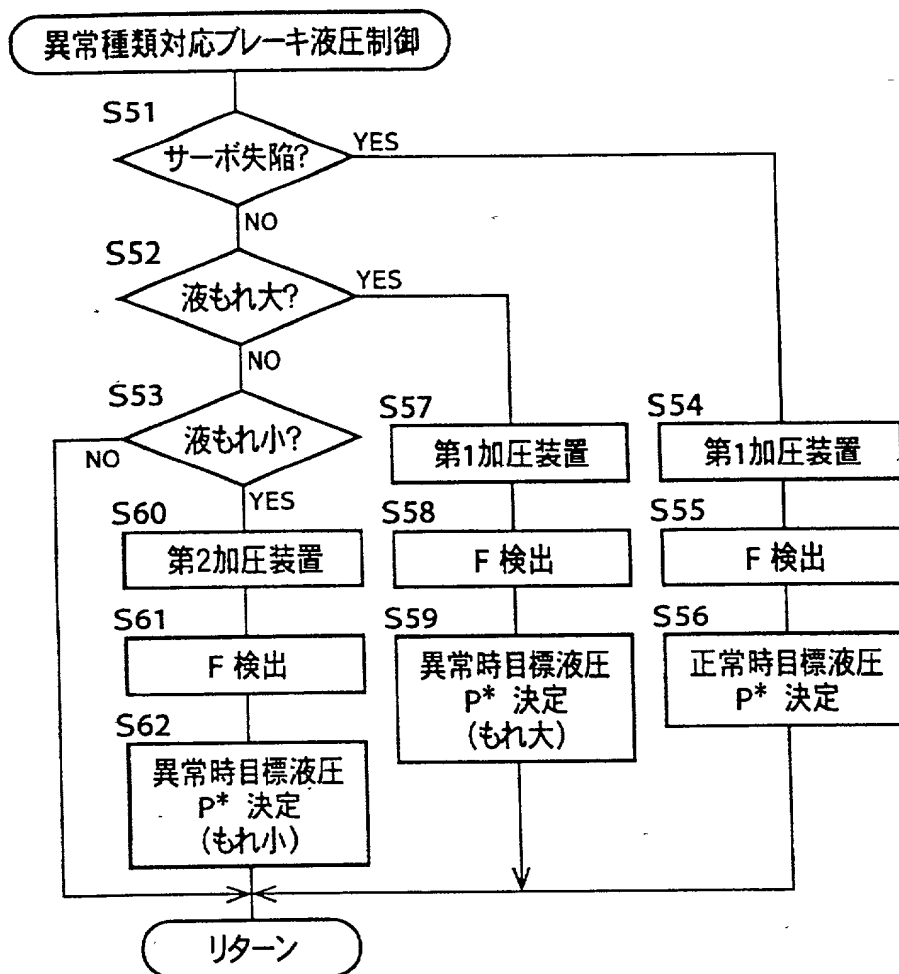 異常種類対応ブレーキ液圧制御
S51
サーボ失陥?
YES
NO
S52
液もれ大?
YES
NO
S53
液もれ小?
NO
YES
S60
第2加圧装置
S61
F 検出
S62
異常時目標液圧
P* 決定
(もれ小)
S57
第1加圧装置
S58
F 検出
S59
異常時目標液圧
P* 決定
(もれ大)
S54
第1加圧装置
S55
F 検出
S56
正常時目標液圧
P* 決定
リターン